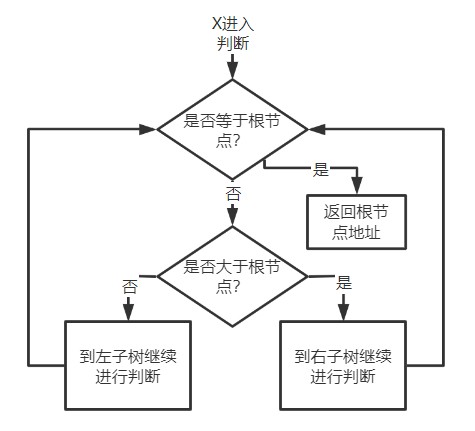 X进入
判断
是否等于根节
点?
是
否
返回根节
点地址
是否大于根节
点?
否
是
到左子树继续
进行判断
到右子树继续
进行判断